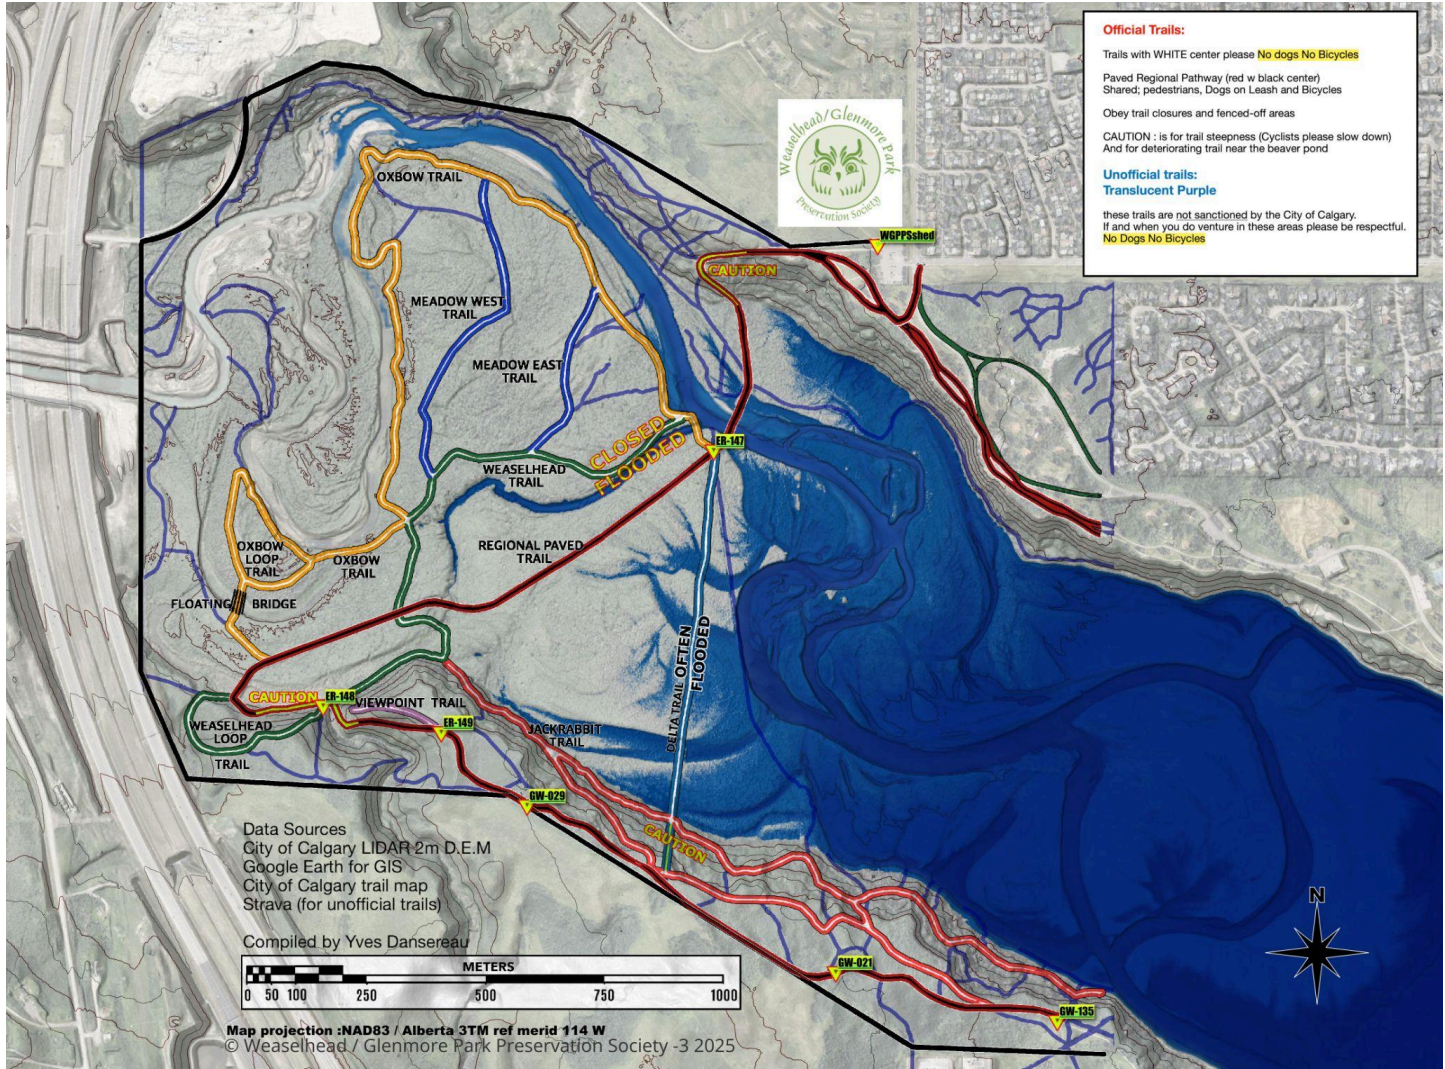 Official Trails:
Trails with WHITE center please No dogs No Bicycles
Paved Regional Pathway (red w black center)
Shared; pedestrians, Dogs on Leash and Bicycles
Obey trail closures and fenced-off areas
CAUTION : is for trail steepness (Cyclists please slow down)
And for deteriorating trail near the beaver pond
Unofficial trails:
Translucent Purple
these trails are not sanctioned by the City of Calgary.
If and when you do venture in these areas please be respectful.
No Dogs No Bicycles
Weaselhead/Glenmore Park
Preservation Society
WGPPSshed
CAUTION
OXBOW TRAIL
MEADOW WEST
TRAIL
MEADOW EAST
TRAIL
CLOSED
FLOODED
ER-147
WEASELHEAD
TRAIL
REGIONAL PAVED
TRAIL
OXBOW
LOOP
TRAIL
OXBOW
TRAIL
FLOATING BRIDGE
DELTA TRAIL OFTEN
FLOODED
CAUTION
ER-148
VIEWPOINT TRAIL
ER-149
WEASELHEAD
LOOP
TRAIL
JACKRABBIT
TRAIL
GW-029
CAUTION
GW-021
GW-135
N
Data Sources
City of Calgary LIDAR 2m D.E.M
Google Earth for GIS
City of Calgary trail map
Strava (for unofficial trails)
Compiled by Yves Dansereau
METERS
0 50 100 250 500 750 1000
Map projection :NAD83 / Alberta 3TM ref merid 114 W
© Weaselhead / Glenmore Park Preservation Society -3 2025